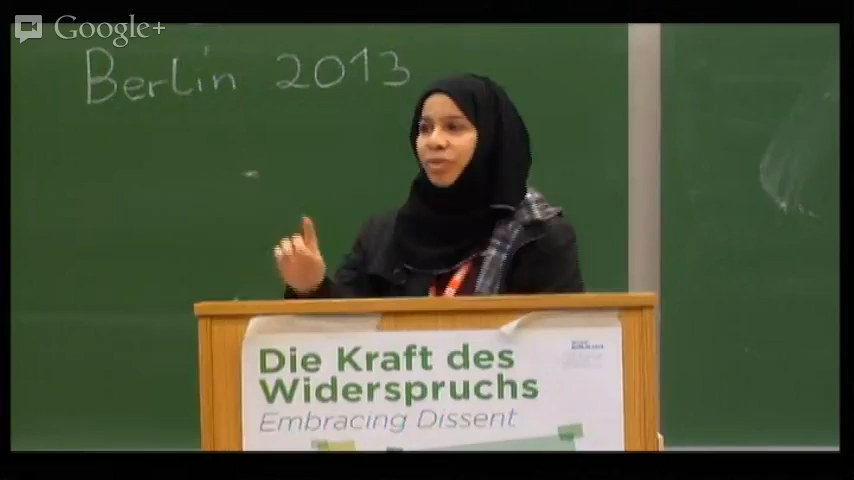 Google+
Berlin 2013
Die Kraft des
Widerspruchs
Embracing Dissent